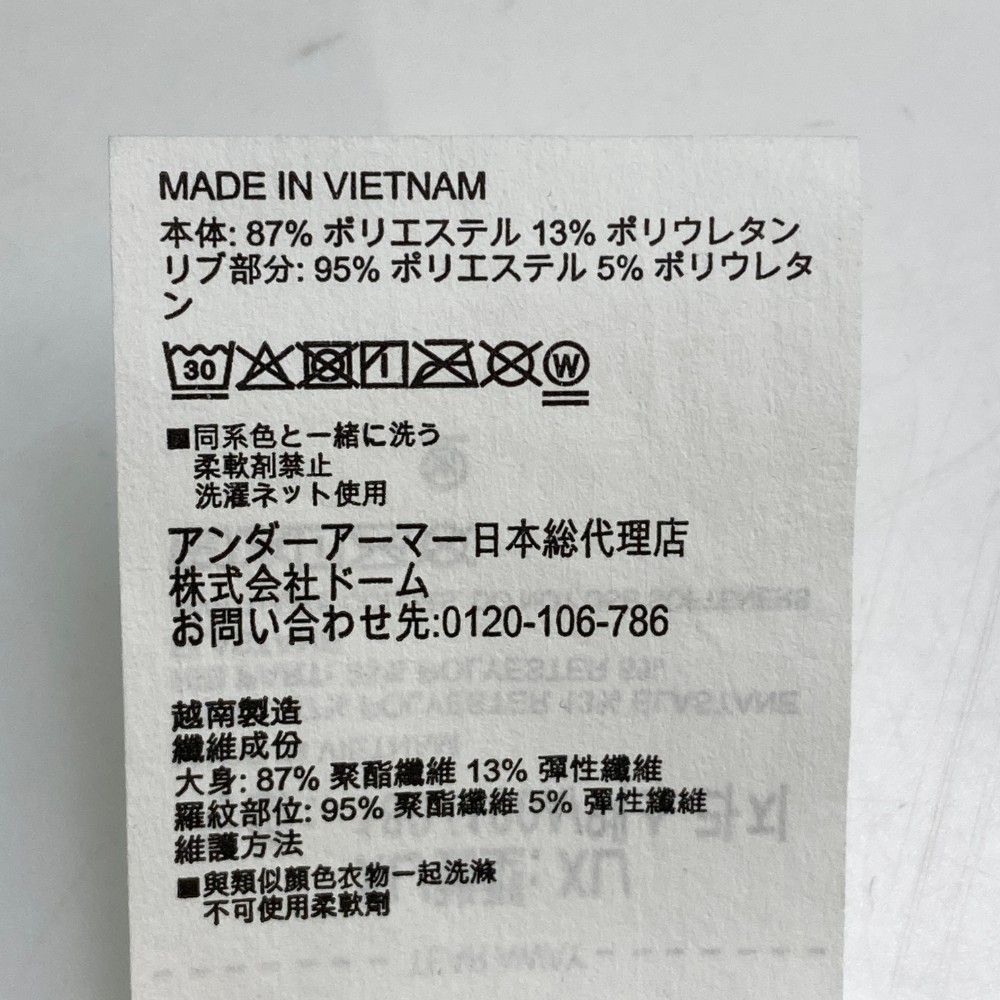 MADE IN VIETNAM
本体: 87% ポリエステル 13% ポリウレタン
リブ部分: 95% ポリエステル 5% ポリウレタ
ン
30
W
■同系色と一緒に洗う
柔軟剤禁止
洗濯ネット使用
アンダーアーマー日本総代理店
株式会社ドーム
お問い合わせ先:0120-106-786
越南製造
纖維成份
大身: 87% 聚酯纖維 13% 彈性纖維
羅紋部位: 95% 聚酯纖維 5% 彈性纖維
維護方法
■與類似顏色衣物一起洗滌
不可使用柔軟劑